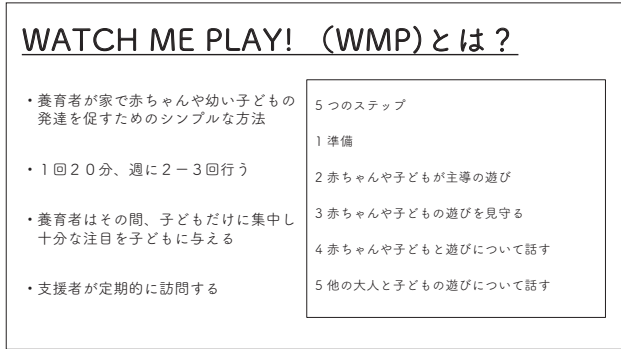 WATCH ME PLAY! (WMP)とは?
・養育者が家で赤ちゃんや幼い子どもの
発達を促すためのシンプルな方法
・1回20分、週に2-3回行う
・養育者はその間、子どもだけに集中し
十分な注目を子どもに与える
・支援者が定期的に訪問する
5つのステップ
1 準備
2 赤ちゃんや子どもが主導の遊び
3 赤ちゃんや子どもの遊びを見守る
4 赤ちゃんや子どもと遊びについて話す
5 他の大人と子どもの遊びについて話す